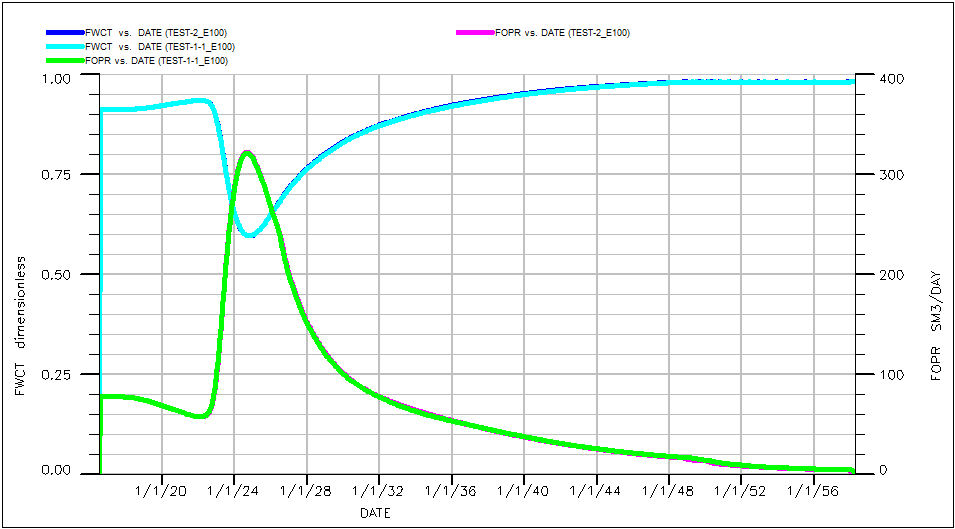 FWCT vs. DATE (TEST-2_E100)
FOPR vs. DATE (TEST-2_E100)
FWCT vs. DATE (TEST-1-1_E100)
FOPR vs. DATE (TEST-1-1_E100)
1.00
0.75
0.50
0.25
0.00
FWCT dimensionless
400
300
200
100
0
FOPR SM3/DAY
1/1/20 1/1/24 1/1/28 1/1/32 1/1/36 1/1/40 1/1/44 1/1/48 1/1/52 1/1/56
DATE